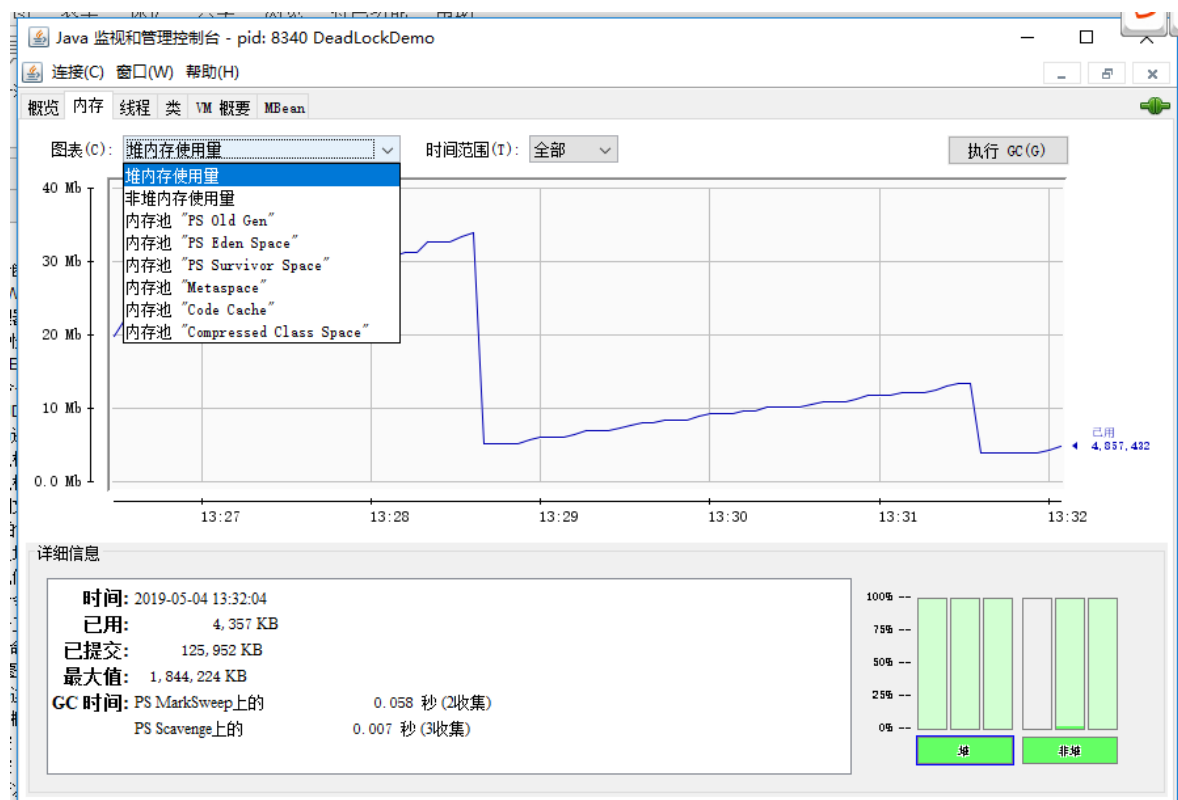 Java 监视和管理控制台 - pid: 8340 DeadLockDemo
连接(C) 窗口(W) 帮助(H)
概览 内存 线程 类 VM 概要 MBean
图表(C): 堆内存使用量 时间范围(T): 全部 执行 GC(G)
堆内存使用量
非堆内存使用量
内存池 "PS Old Gen"
内存池 "PS Eden Space"
内存池 "PS Survivor Space"
内存池 "Metaspace"
内存池 "Code Cache"
内存池 "Compressed Class Space"
40 Mb
30 Mb
20 Mb
10 Mb
0.0 Mb
已用
4,857,432
13:27 13:28 13:29 13:30 13:31 13:32
详细信息
时间: 2019-05-04 13:32:04
已用: 4,357 KB
已提交: 125,952 KB
最大值: 1,844,224 KB
GC 时间: PS MarkSweep上的 0.058 秒 (2收集)
PS Scavenge上的 0.007 秒 (3收集)
100% --
75% --
50% --
25% --
0% --
堆 非堆